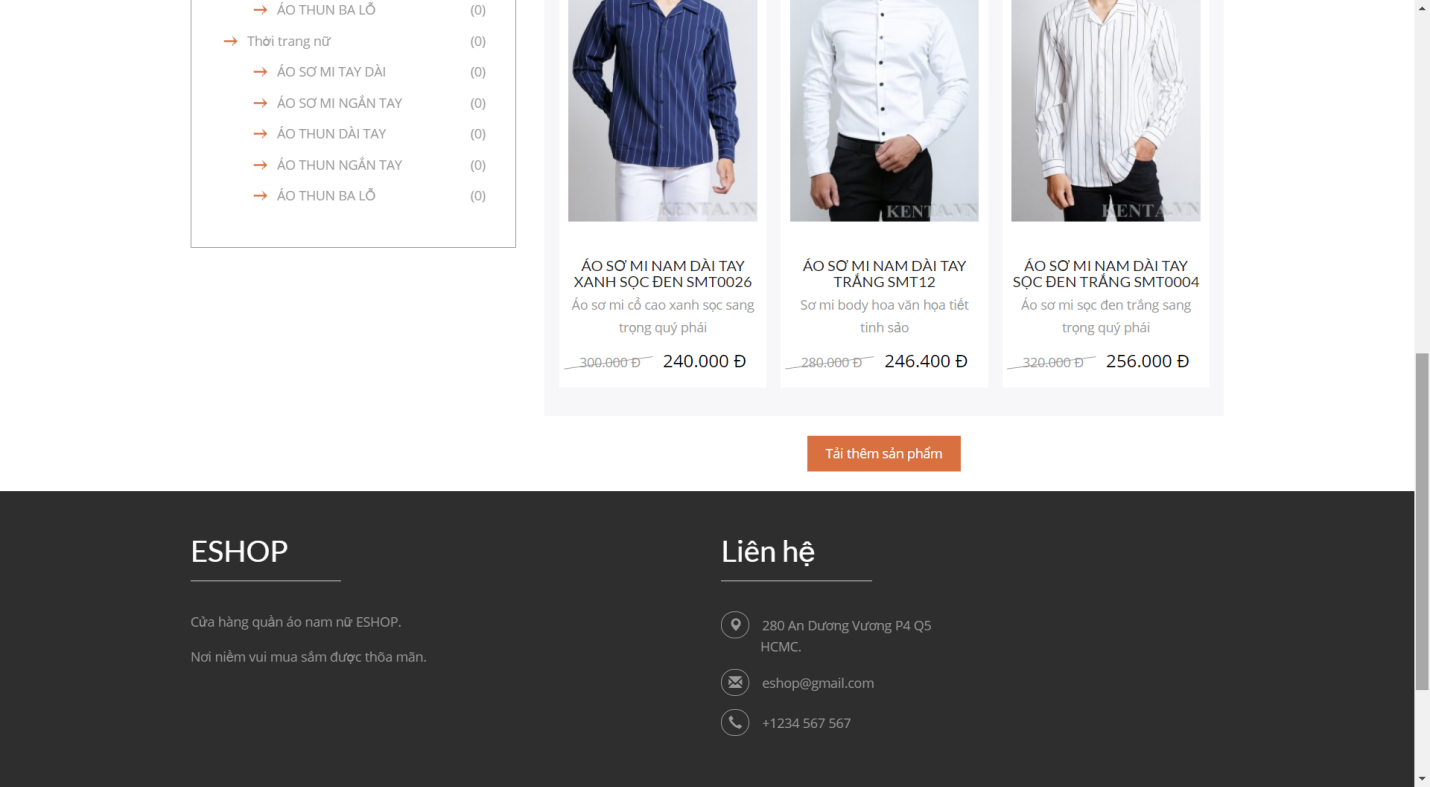 ÁO THUN BA LỖ (0)
Thời trang nữ (0)
ÁO SƠ MI TAY DÀI (0)
ÁO SƠ MI NGẮN TAY (0)
ÁO THUN DÀI TAY (0)
ÁO THUN NGẮN TAY (0)
ÁO THUN BA LỖ (0)
KENTA.VN
KENTA.VN
KENTA.VN
ÁO SƠ MI NAM DÀI TAY
XANH SỌC ĐEN SMT0026
Áo sơ mi cổ cao xanh sọc sang
trọng quý phái
300.000 Đ 240.000 Đ
ÁO SƠ MI NAM DÀI TAY
TRẮNG SMT12
Sơ mi body hoa văn họa tiết
tinh sảo
280.000 Đ 246.400 Đ
ÁO SƠ MI NAM DÀI TAY
SỌC ĐEN TRẮNG SMT0004
Áo sơ mi sọc đen trắng sang
trọng quý phái
320.000 Đ 256.000 Đ
Tải thêm sản phẩm
ESHOP
Cửa hàng quần áo nam nữ ESHOP.
Nơi niềm vui mua sắm được thõa mãn.
Liên hệ
280 An Dương Vương P4 Q5
HCMC.
eshop@gmail.com
+1234 567 567